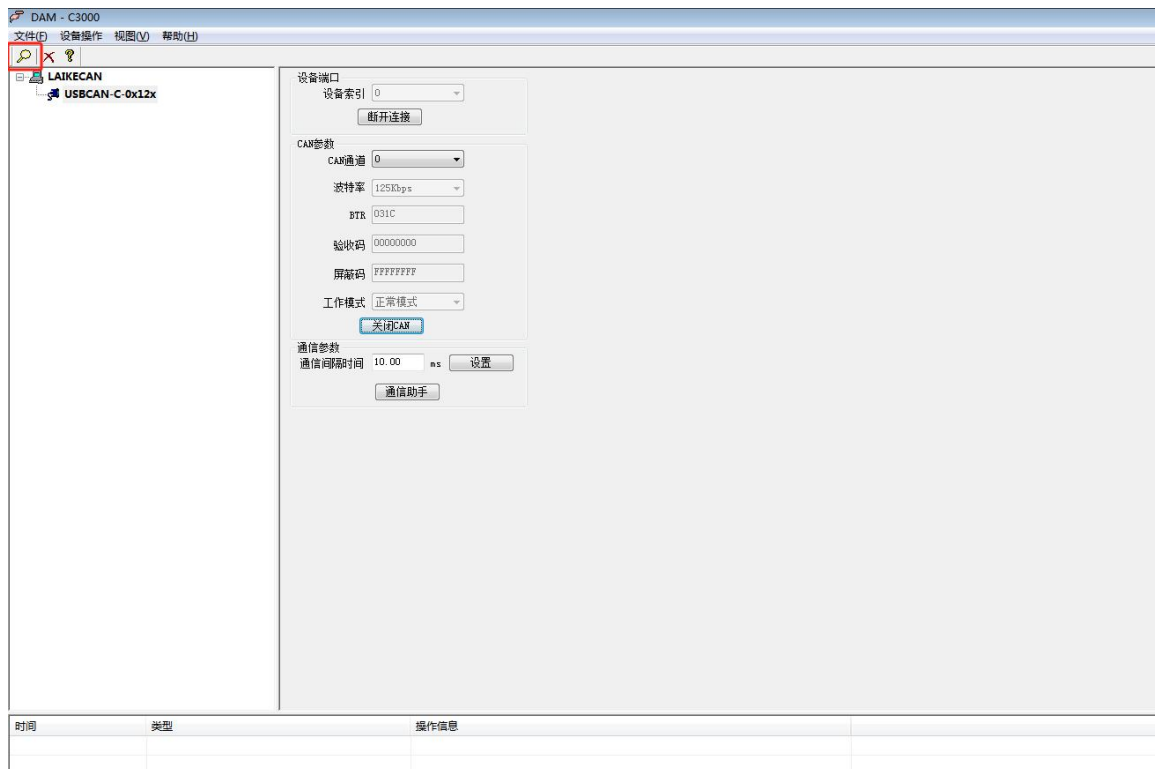 DAM - C3000
文件(F) 设备操作 视图(V) 帮助(H)
LAIKECAN
USBCAN-C-0x12x
设备端口
设备索引 0
断开连接
CAN参数
CAN通道 0
波特率 125Kbps
BTR 031C
验收码 00000000
屏蔽码 FFFFFFFF
工作模式 正常模式
关闭CAN
通信参数
通信间隔时间 10.00 ms 设置
通信助手
时间 类型 操作信息